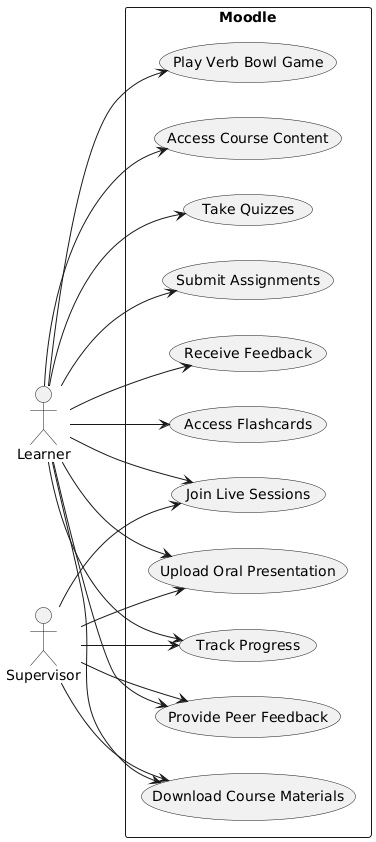 Moodle
Play Verb Bowl Game
Access Course Content
Take Quizzes
Submit Assignments
Receive Feedback
Access Flashcards
Learner
Join Live Sessions
Upload Oral Presentation
Track Progress
Supervisor
Provide Peer Feedback
Download Course Materials